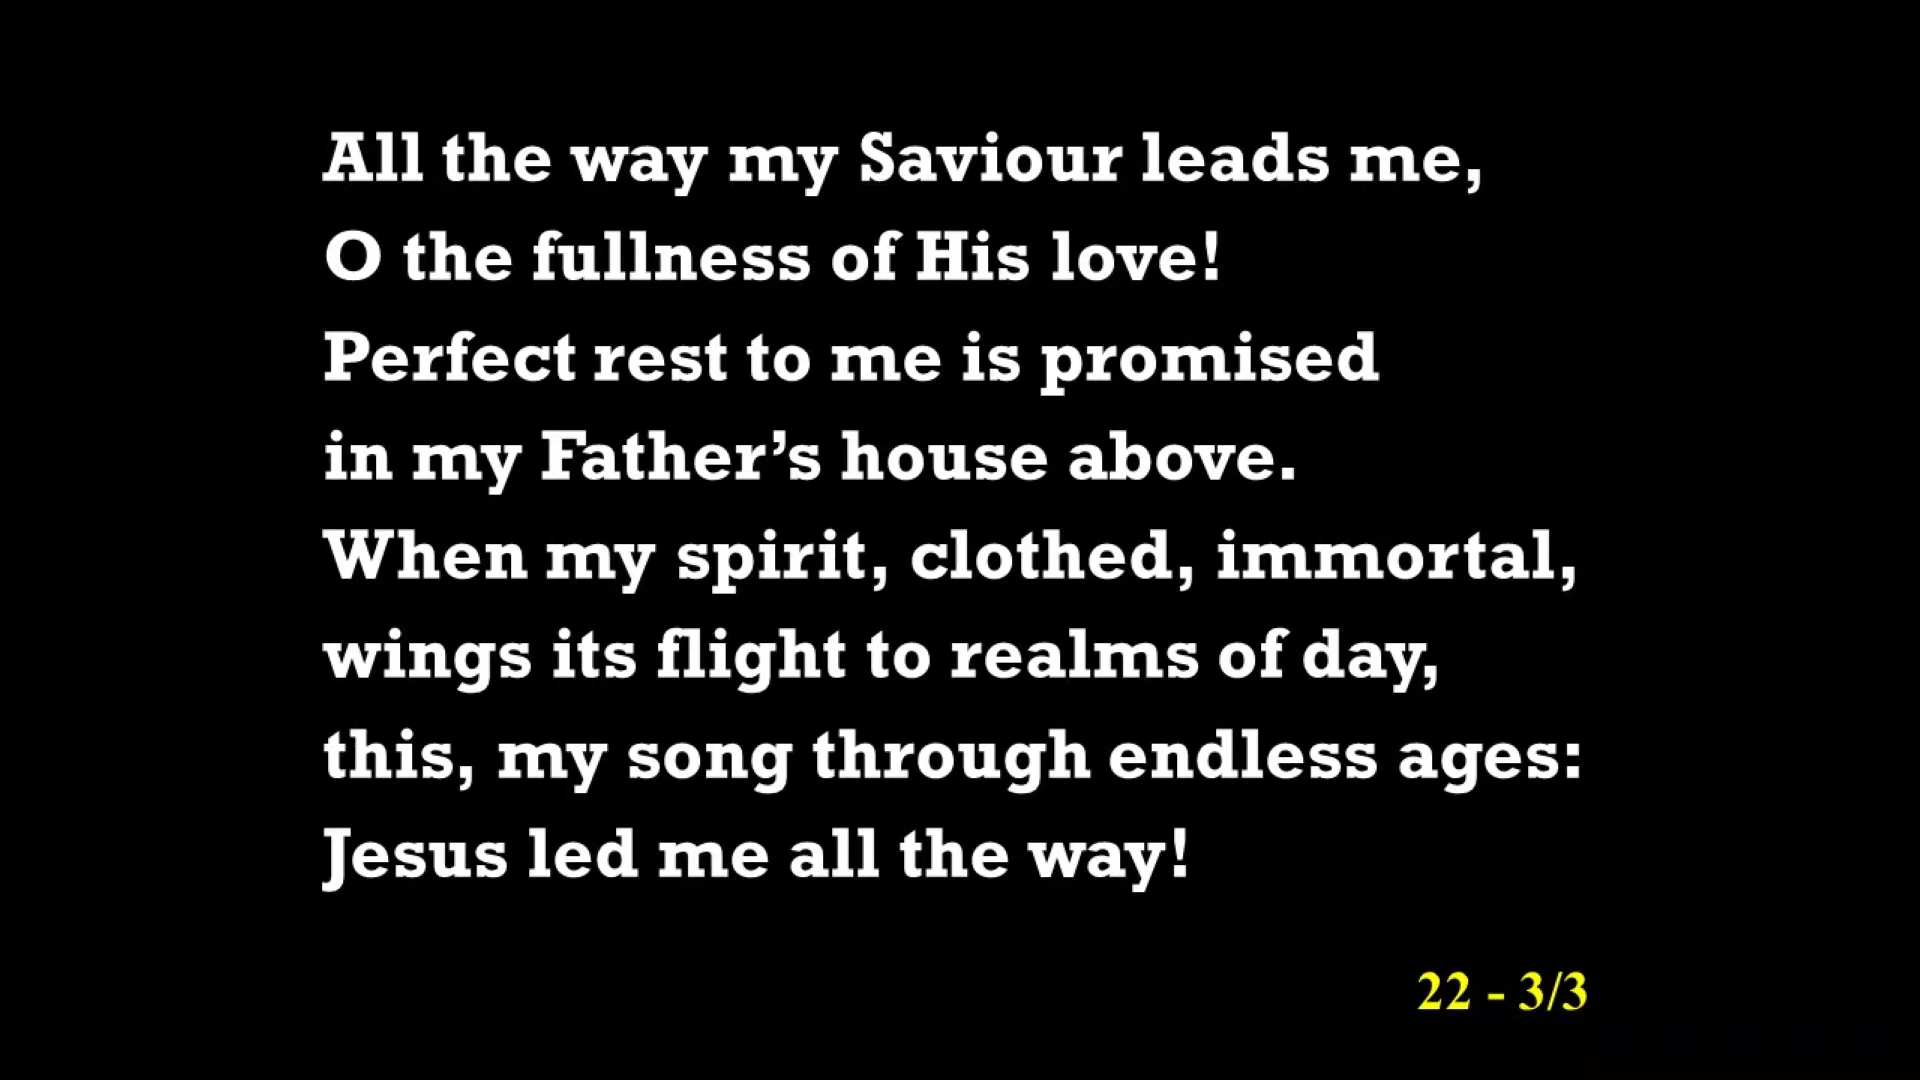 All the way my Saviour leads me,
O the fullness of His love!
Perfect rest to me is promised
in my Father’s house above.
When my spirit, clothed, immortal,
wings its flight to realms of day,
this, my song through endless ages:
Jesus led me all the way!
22 - 3/3